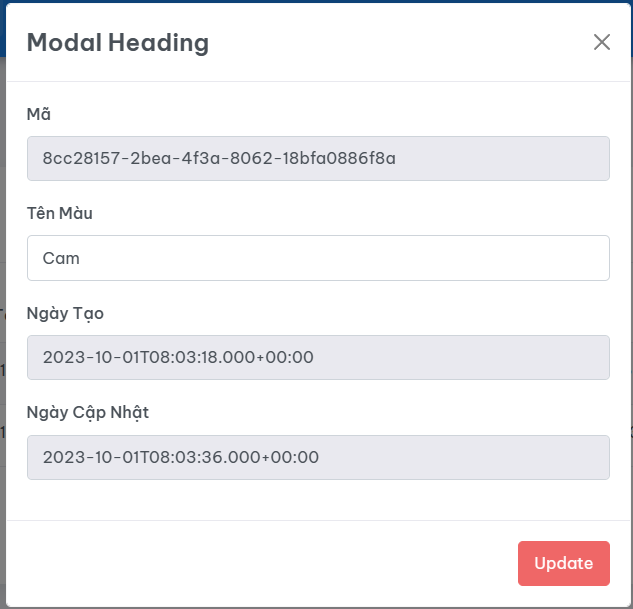 Modal Heading
Mã
8cc28157-2bea-4f3a-8062-18bfa0886f8a
Tên Màu
Cam
Ngày Tạo
2023-10-01T08:03:18.000+00:00
Ngày Cập Nhật
2023-10-01T08:03:36.000+00:00
Update